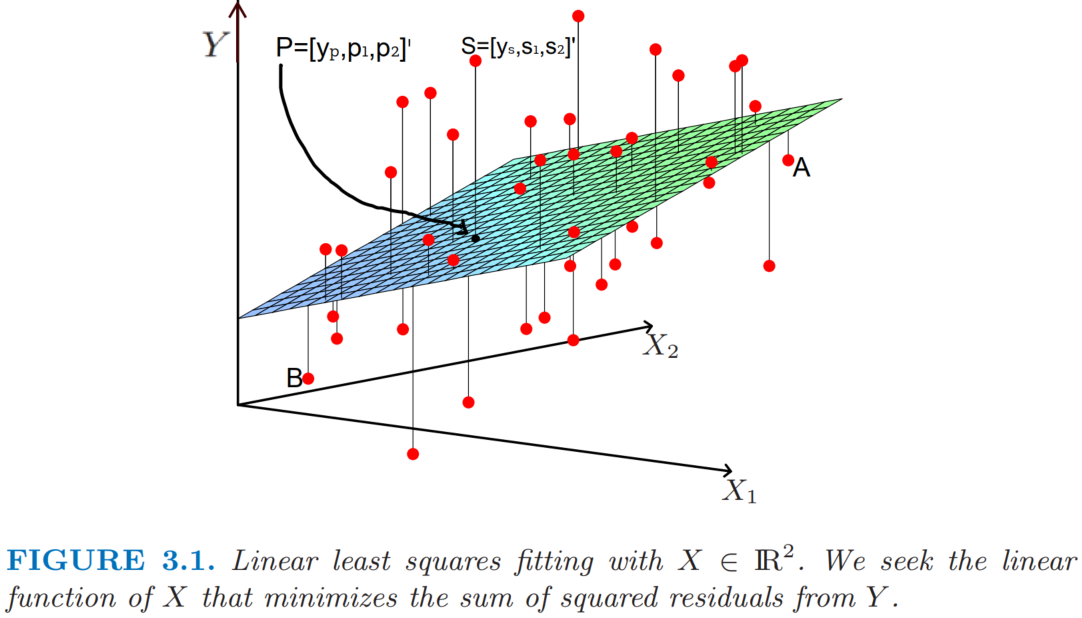 Y
P=[yₚ,p₁,p₂]'
S=[yₛ,s₁,s₂]'
A
X₂
B
X₁
FIGURE 3.1. Linear least squares fitting with X ∈ ℝ². We seek the linear
function of X that minimizes the sum of squared residuals from Y.